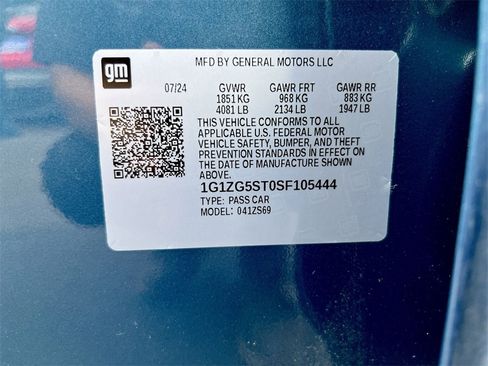 gm
MFD BY GENERAL MOTORS LLC
07/24 GVWR GAWR FRT GAWR RR
1851 KG 968 KG 883 KG
4081 LB 2134 LB 1947 LB
THIS VEHICLE CONFORMS TO ALL
APPLICABLE U.S. FEDERAL MOTOR
VEHICLE SAFETY, BUMPER, AND THEFT
PREVENTION STANDARDS IN EFFECT
ON THE DATE OF MANUFACTURE SHOWN
ABOVE.
1G1ZG5ST0SF105444
TYPE: PASS CAR
MODEL: 041ZS69